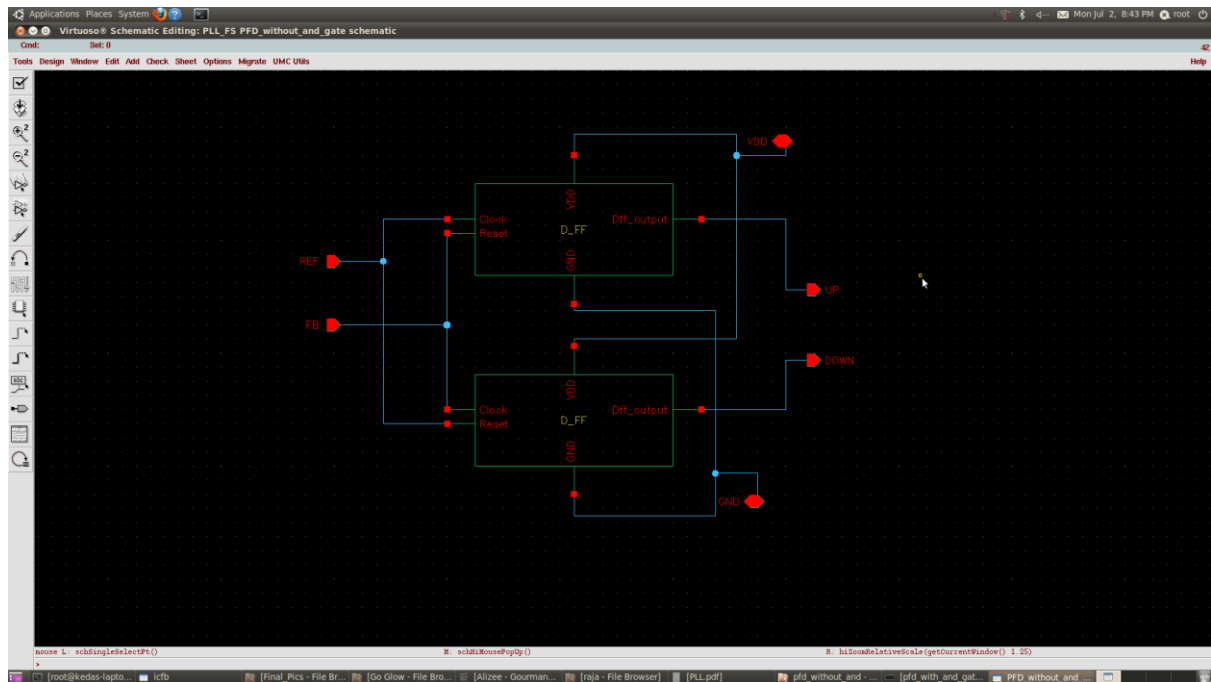 Applications Places System
Mon Jul 2, 8:43 PM root
Virtuoso® Schematic Editing: PLL_FS PFD_without_and_gate schematic
Cmd: Sel: 0
42
Tools Design Window Edit Add Check Sheet Options Migrate UMC Utils Help
VDD
VDD
Clock
Reset
D_FF
Dff_output
GND
REF
UP
FB
DOWN
VDD
Clock
Reset
D_FF
Dff_output
GND
GND
mouse L: schSingleSelectPt() M: schHiMousePopUp() R: hiZoomRelativeScale(getCurrentWindow() 1.25)
>
[root@kedas-lapto... icfb [Final_Pics - File Br... [Go Glow - File Bro... [Alizee - Gourman... [raja - File Browser] [PLL.pdf] pfd_without_and - ... [pfd_with_and_gat... PFD_without_and_...